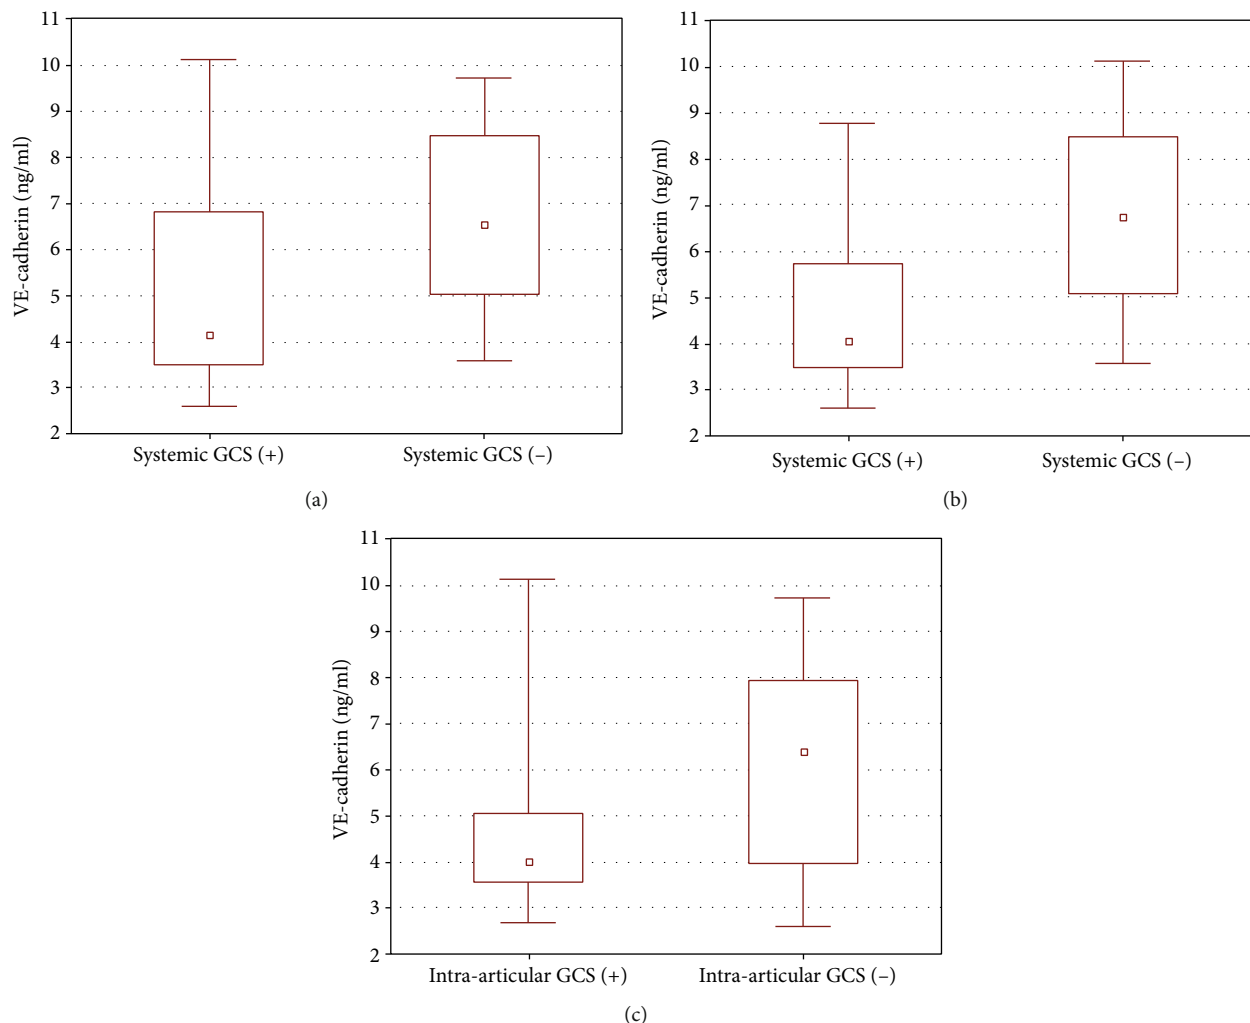 11
10
9
8
7
6
5
4
3
2
VE-cadherin (ng/ml)
Systemic GCS (+)
Systemic GCS (–)
(a)
11
10
9
8
7
6
5
4
3
2
VE-cadherin (ng/ml)
Systemic GCS (+)
Systemic GCS (–)
(b)
11
10
9
8
7
6
5
4
3
2
VE-cadherin (ng/ml)
Intra-articular GCS (+)
Intra-articular GCS (–)
(c)